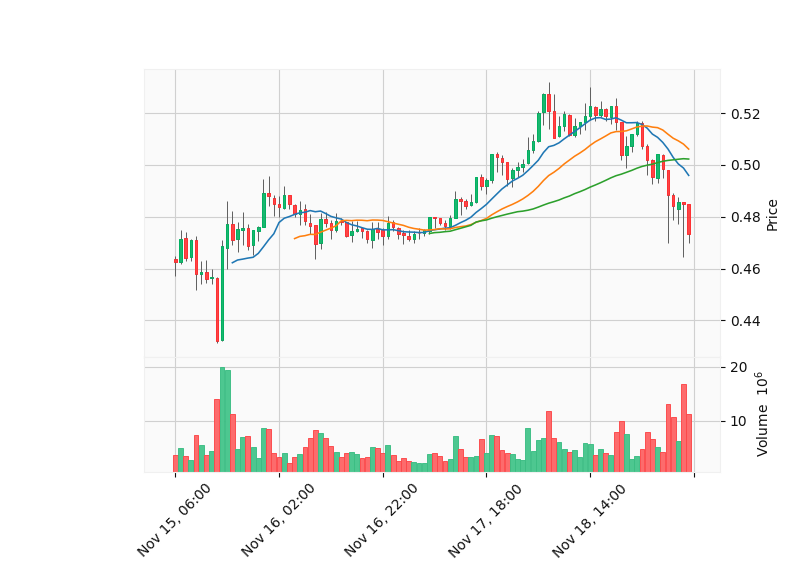 0.52
0.50
0.48
0.46
0.44
Price
20
10
Volume 10^6
Nov 15, 06:00
Nov 16, 02:00
Nov 16, 22:00
Nov 17, 18:00
Nov 18, 14:00